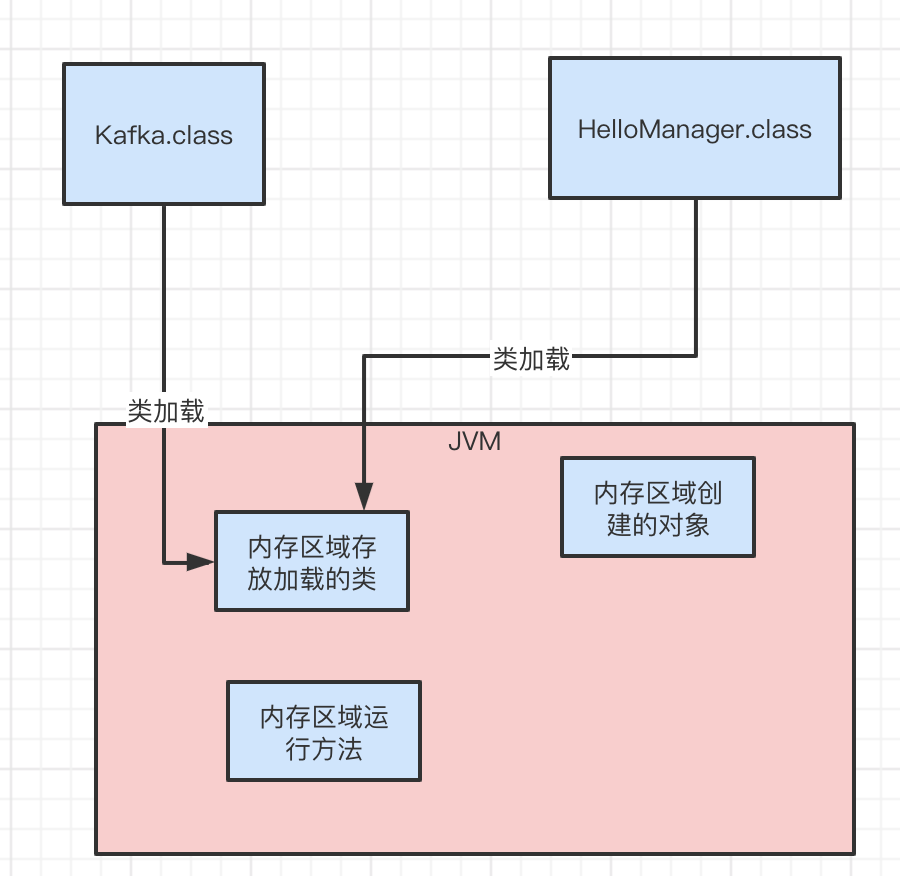 Kafka.class
HelloManager.class
类加载
类加载
JVM
内存区域创
建的对象
内存区域存
放加载的类
内存区域运
行方法